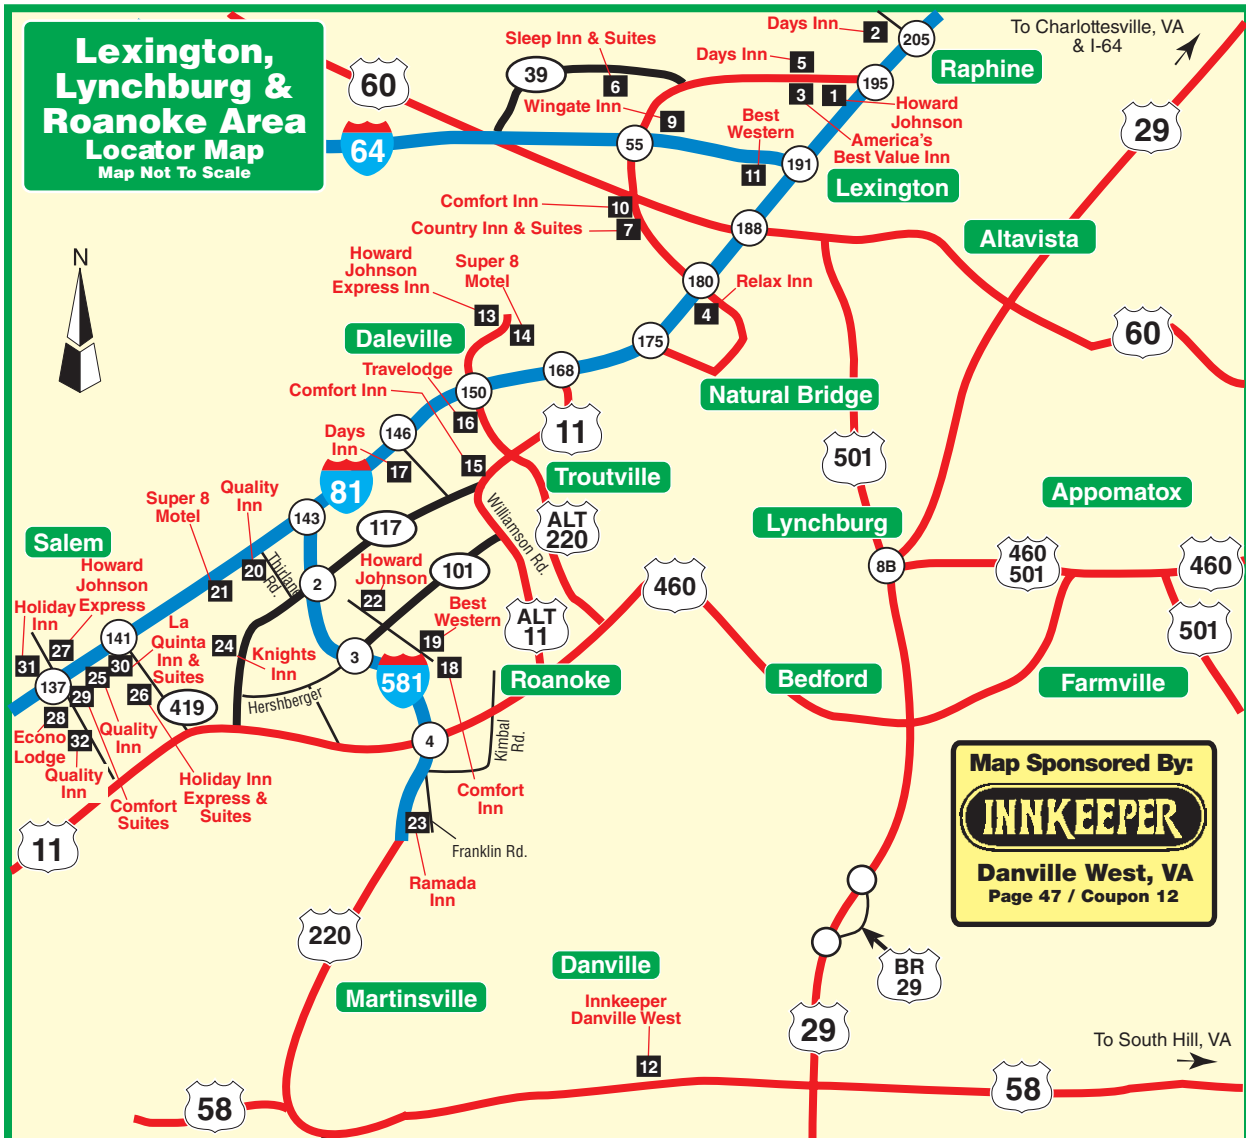 Lexington,
Lynchburg &
Roanoke Area
Locator Map
Map Not To Scale
To Charlottesville, VA
& I-64
Days Inn
2
205
Raphine
Sleep Inn & Suites
6
39
Days Inn
5
195
60
Wingate Inn
9
3
1
Howard
Johnson
America's
Best Value Inn
29
64
55
Best
Western
11
191
Lexington
Comfort Inn
10
Country Inn & Suites
7
188
Altavista
N
Howard
Johnson
Express Inn
13
Super 8
Motel
14
180
Relax Inn
4
Daleville
175
60
Travelodge
16
Comfort Inn
15
150
168
Natural Bridge
11
146
Days
Inn
17
501
81
Troutville
Super 8
Motel
21
Quality
Inn
20
143
117
Williamson Rd.
ALT
220
Appomatox
Lynchburg
Salem
Howard
Johnson
Express
27
Thirlane
Rd.
2
Howard
Johnson
22
101
8B
460
501
460
460
Holiday
Inn
31
141
La
Quinta
Inn &
Suites
30
24
Knights
Inn
3
Best
Western
19
18
ALT
11
501
137
25
29
26
419
Hershberger
581
Roanoke
Bedford
Farmville
28
Econo
Lodge
32
Quality
Inn
Quality
Inn
4
Kimbal
Rd.
Comfort
Suites
Holiday Inn
Express &
Suites
Comfort
Inn
11
23
Franklin Rd.
Ramada
Inn
Map Sponsored By:
INNKEEPER
Danville West, VA
Page 47 / Coupon 12
220
BR
29
Danville
Martinsville
Innkeeper
Danville West
12
29
To South Hill, VA
58
58